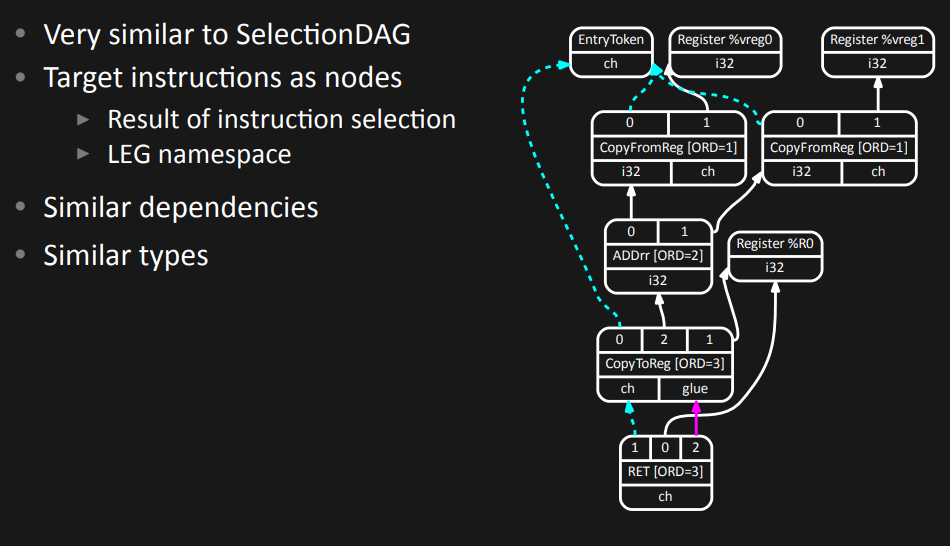 Very similar to SelectionDAG
Target instructions as nodes
Result of instruction selection
LEG namespace
Similar dependencies
Similar types
EntryToken
ch
Register %vreg0
i32
Register %vreg1
i32
0 1
CopyFromReg [ORD=1]
i32 ch
0 1
CopyFromReg [ORD=1]
i32 ch
0 1
ADDrr [ORD=2]
i32
Register %R0
i32
0 2 1
CopyToReg [ORD=3]
ch glue
1 0 2
RET [ORD=3]
ch